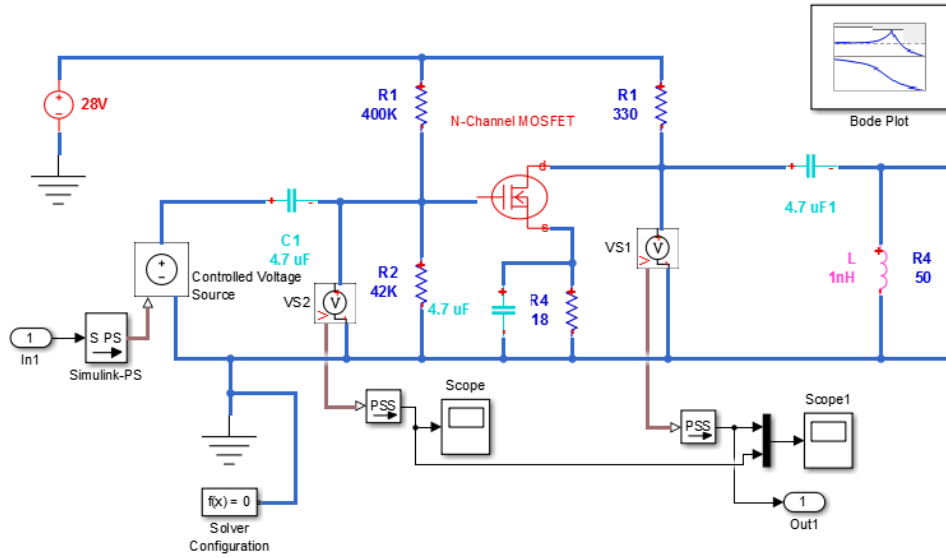 28V
R1
400K
N-Channel MOSFET
R1
330
Bode Plot
d
s
C1
4.7 uF
4.7 uF1
VS1
V
Controlled Voltage
Source
VS2
V
R2
42K
4.7 uF
R4
18
L
1nH
R4
50
1
In1
S PS
Simulink-PS
PSS
Scope
PSS
Scope1
f(x) = 0
Solver
Configuration
1
Out1